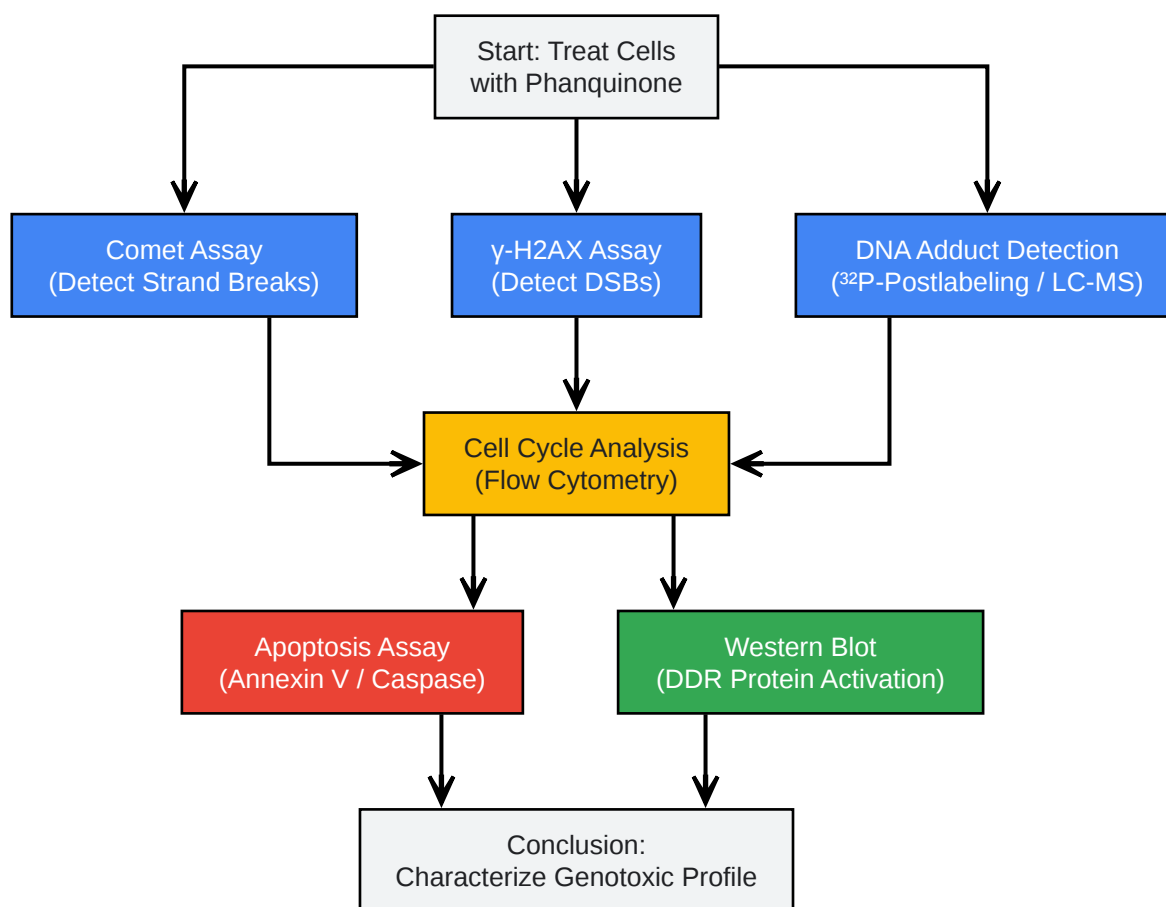 Start: Treat Cells
with Phanquinone
Comet Assay
(Detect Strand Breaks)
γ-H2AX Assay
(Detect DSBs)
DNA Adduct Detection
(³²P-Postlabeling / LC-MS)
Cell Cycle Analysis
(Flow Cytometry)
Apoptosis Assay
(Annexin V / Caspase)
Western Blot
(DDR Protein Activation)
Conclusion:
Characterize Genotoxic Profile